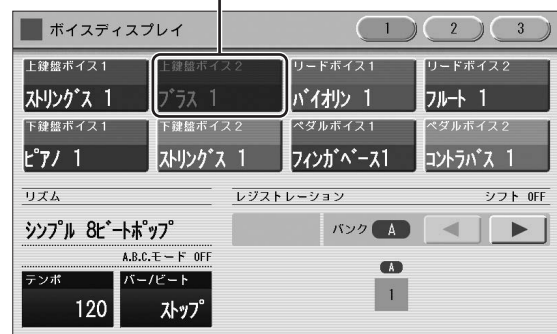 ボイスディスプレイ 1 2 3
上鍵盤ボイス1 上鍵盤ボイス2 リードボイス1 リードボイス2
ストリングス 1 ブラス 1 バイオリン 1 フルート 1
下鍵盤ボイス1 下鍵盤ボイス2 ペダルボイス1 ペダルボイス2
ピアノ 1 ストリングス 1 フィンガベース1 コントラバス 1
リズム レジストレーション シフト OFF
シンプル 8ビートポップ バンク A
A.B.C.モード OFF A
テンポ バー/ビート 1
120 ストップ